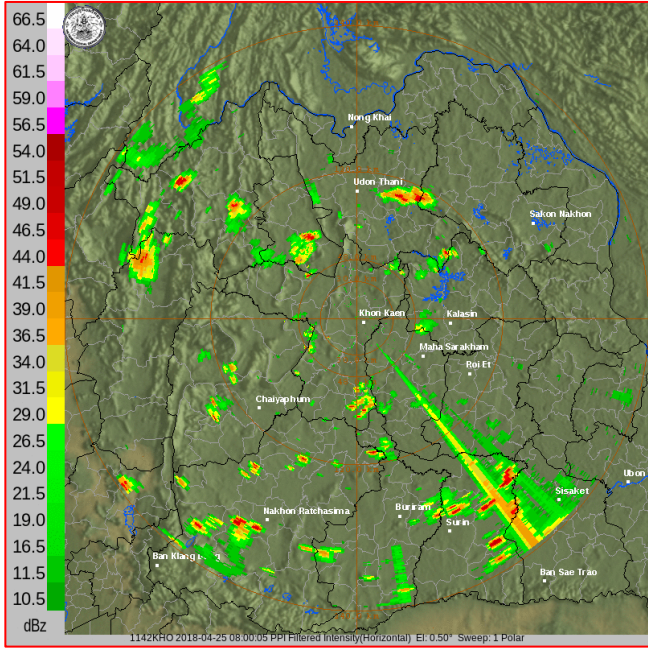 66.5
64.0
61.5
59.0
56.5
54.0
51.5
49.0
46.5
44.0
41.5
39.0
36.5
34.0
31.5
29.0
26.5
24.0
21.5
19.0
16.5
14.0
11.5
10.5
dBz
Nong Khai
Udon Thani
Sakon Nakhon
Khon Kaen
Kalasin
Maha Sarakham
Roi Et
Chaiyaphum
Ubon
Sisaket
Buriram
Nakhon Ratchasima
Surin
Ban Klang
Ban Sae Trao
1142KHO 2018-04-25 08:00:05 PPI Filtered Intensity(Horizontal) El: 0.50° Sweep: 1 Polar